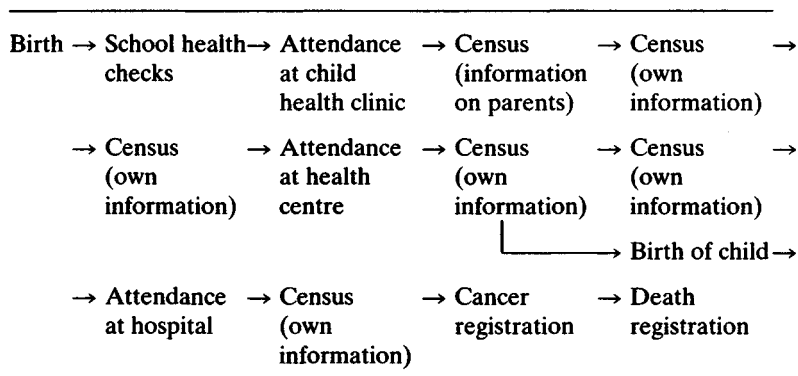 Birth → School health → Attendance → Census → Census →
checks at child (information (own
health clinic on parents) information)
→ Census → Attendance → Census → Census →
(own at health (own (own
information) centre information) information)
Birth of child →
→ Attendance → Census → Cancer → Death
at hospital (own registration registration
information)